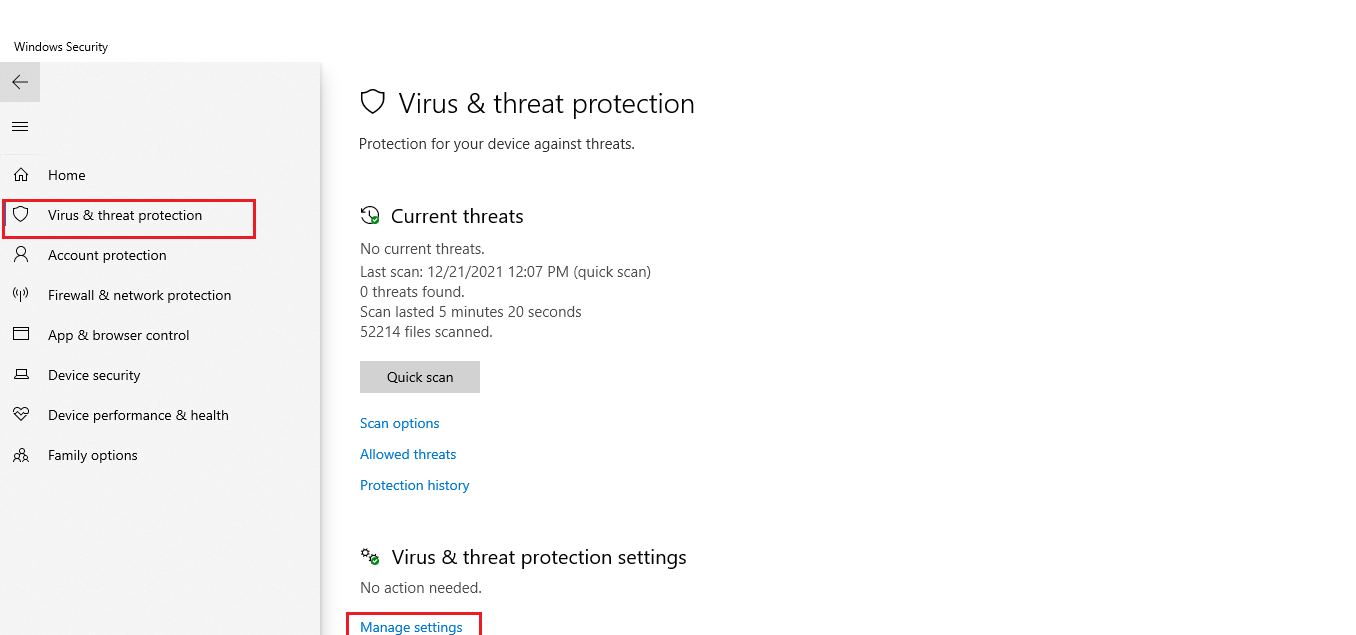 Windows Security
Home
Virus & threat protection
Account protection
Firewall & network protection
App & browser control
Device security
Device performance & health
Family options
Virus & threat protection
Protection for your device against threats.
Current threats
No current threats.
Last scan: 12/21/2021 12:07 PM (quick scan)
0 threats found.
Scan lasted 5 minutes 20 seconds
52214 files scanned.
Quick scan
Scan options
Allowed threats
Protection history
Virus & threat protection settings
No action needed.
Manage settings